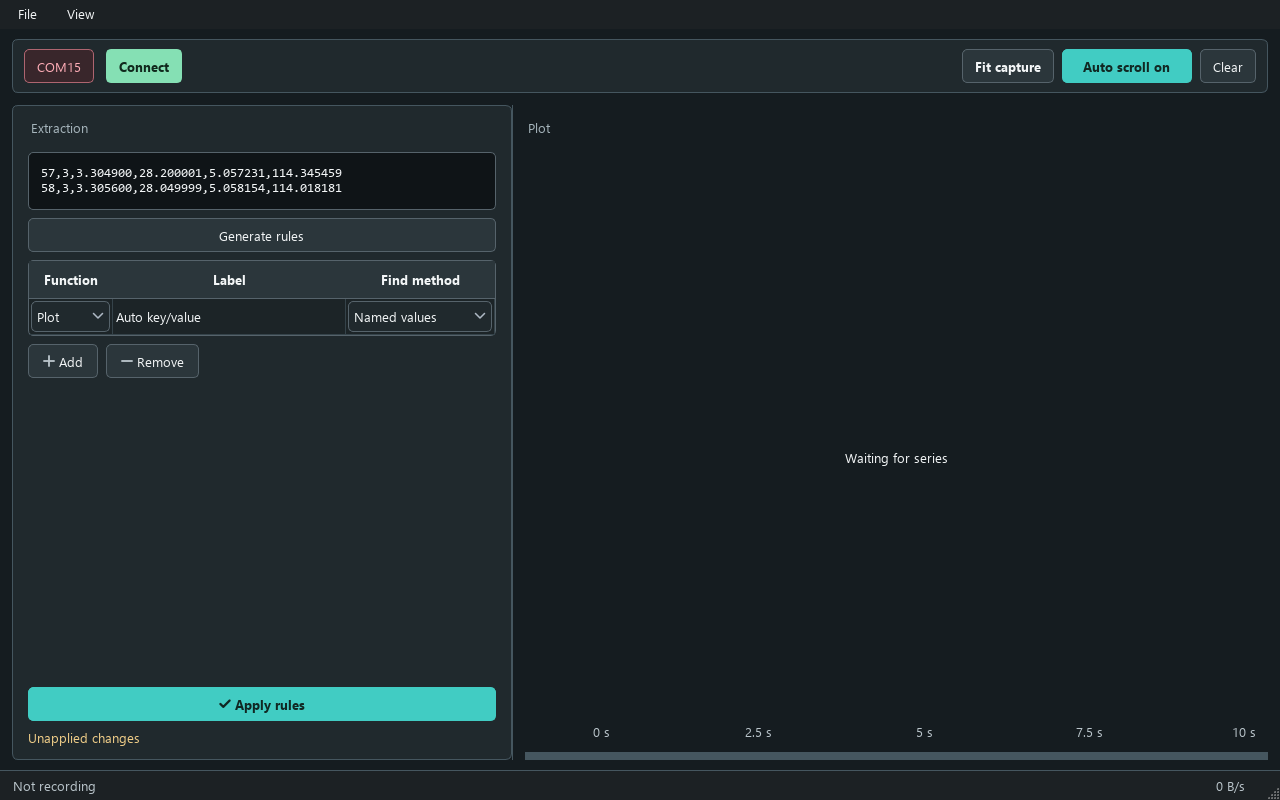 File View
COM15 Connect Fit capture Auto scroll on Clear
Extraction
57,3,3.304900,28.200001,5.057231,114.345459
58,3,3.305600,28.049999,5.058154,114.018181
Generate rules
Function Label Find method
Plot Auto key/value Named values
Add Remove
Apply rules
Unapplied changes
Plot
Waiting for series
0 s 2.5 s 5 s 7.5 s 10 s
Not recording 0 B/s